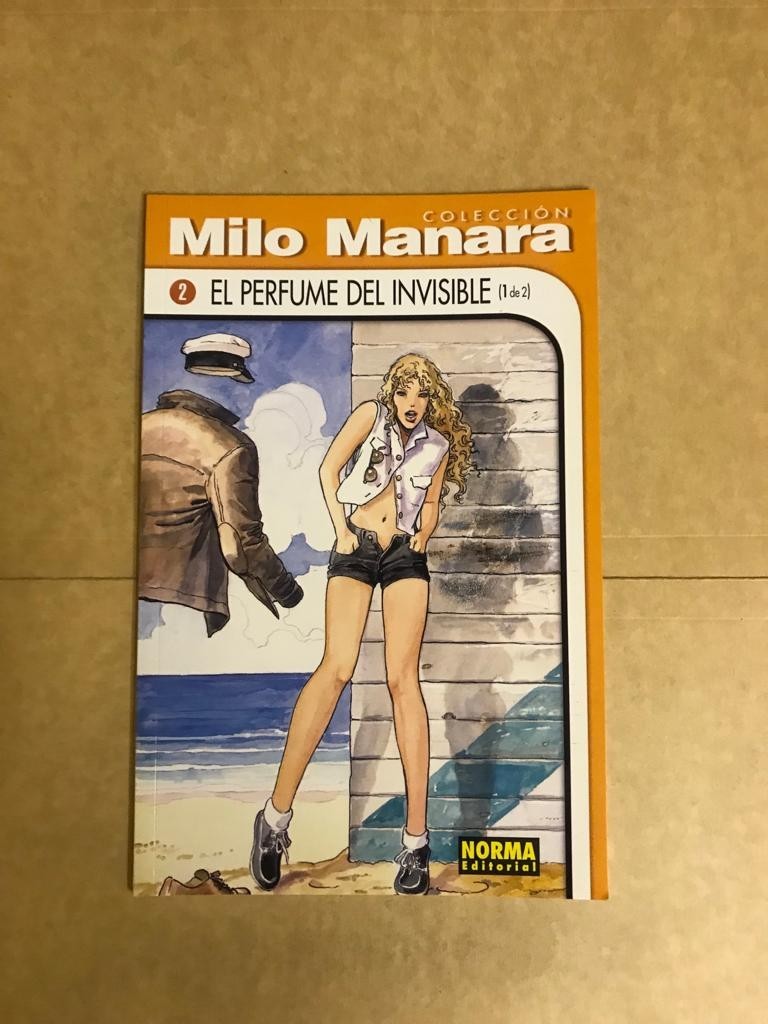 COLECCIÓN
Milo Manara
2 EL PERFUME DEL INVISIBLE (1 de 2)
NORMA
Editorial